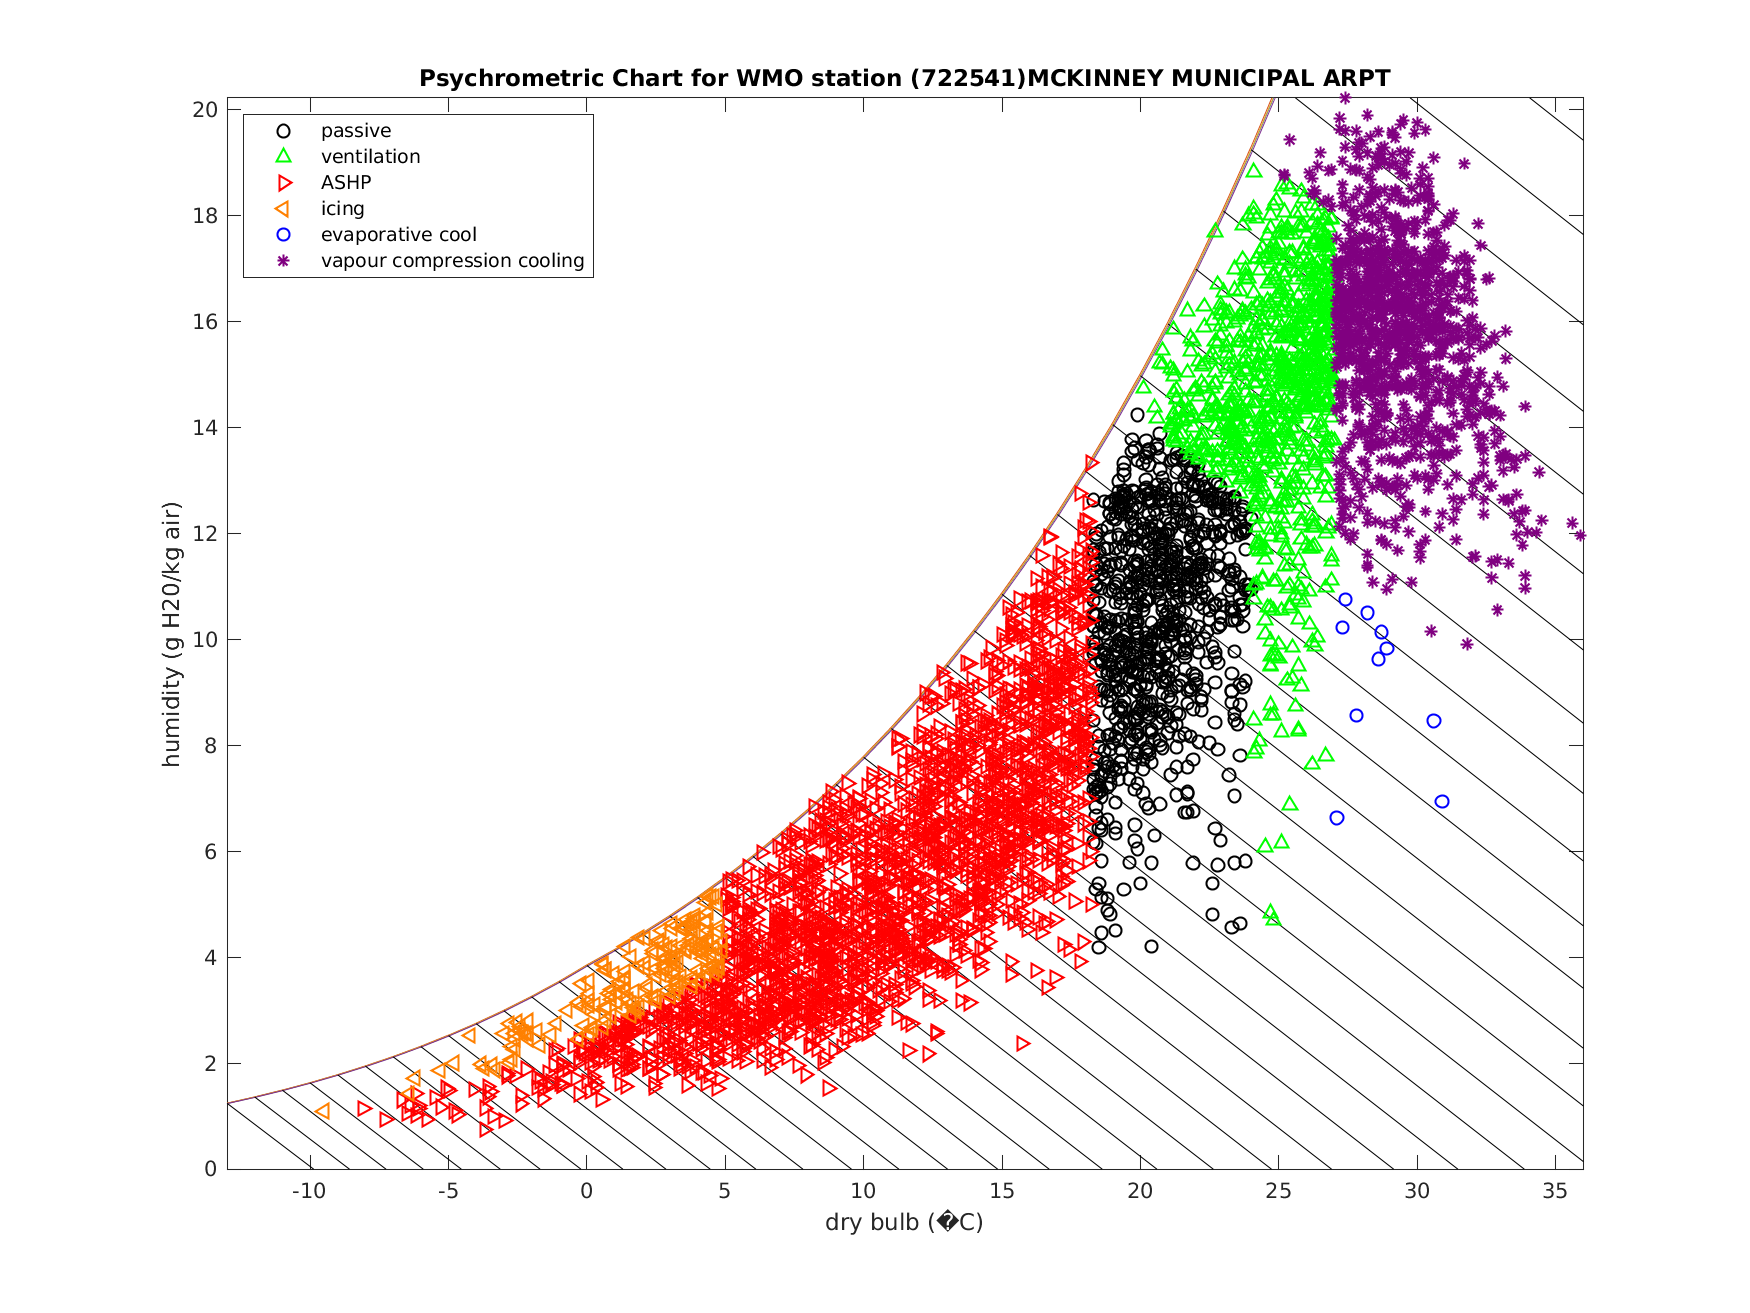 Psychrometric Chart for WMO station (722541)MCKINNEY MUNICIPAL ARPT
passive
ventilation
ASHP
icing
evaporative cool
vapour compression cooling
humidity (g H20/kg air)
20
18
16
14
12
10
8
6
4
2
0
-10 -5 0 5 10 15 20 25 30 35
dry bulb (�C)